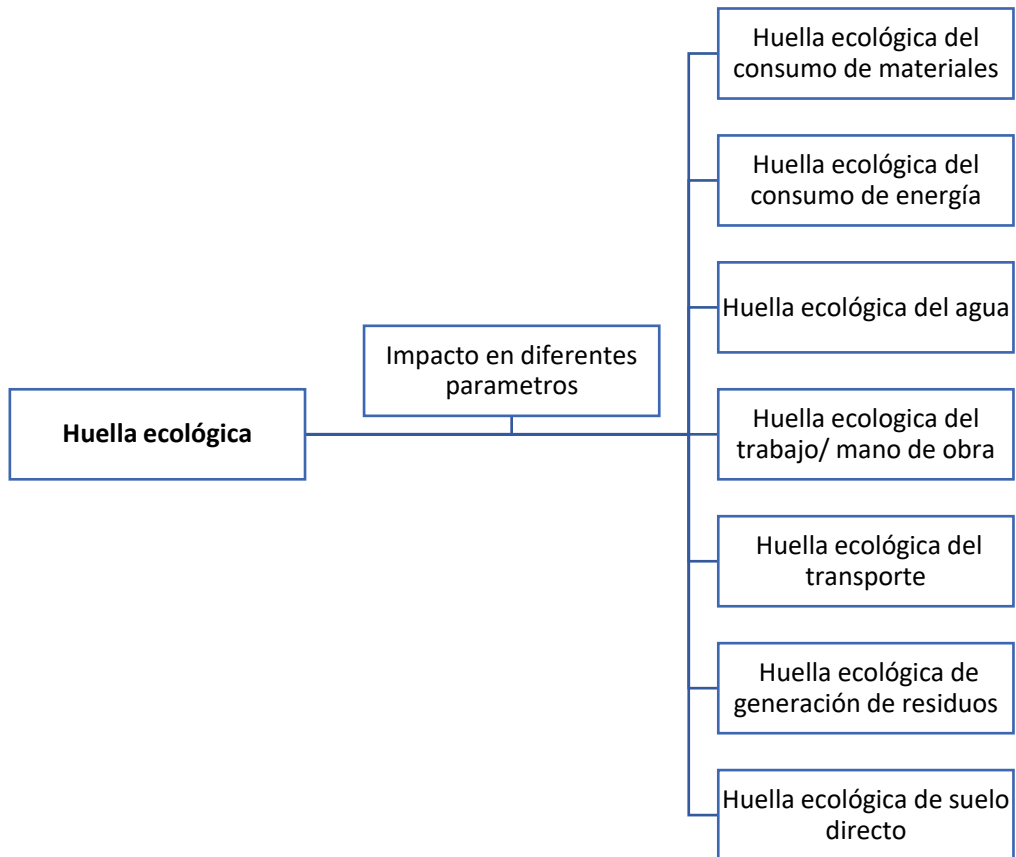 Huella ecológica
Impacto en diferentes
parametros
Huella ecológica del
consumo de materiales
Huella ecológica del
consumo de energía
Huella ecológica del agua
Huella ecologica del
trabajo/ mano de obra
Huella ecológica del
transporte
Huella ecológica de
generación de residuos
Huella ecológica de suelo
directo